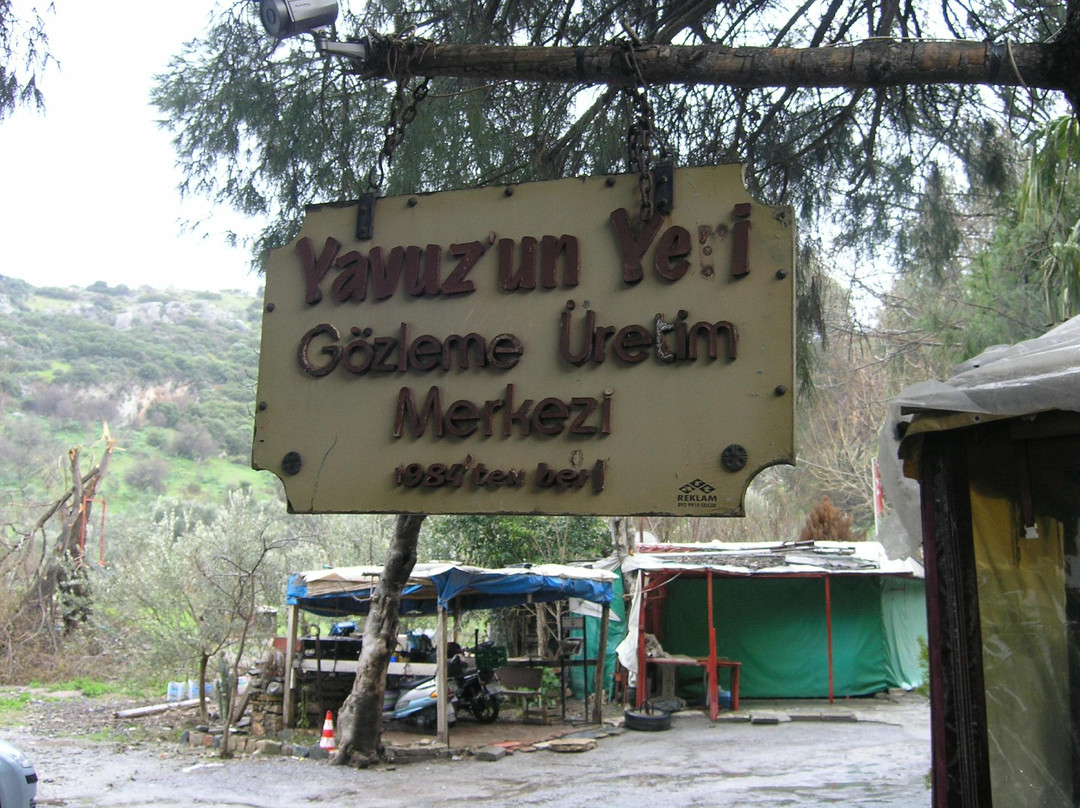 Yavuz'un Yeri
Gözleme Üretim
Merkezi
1984'ten beri
REKLAM